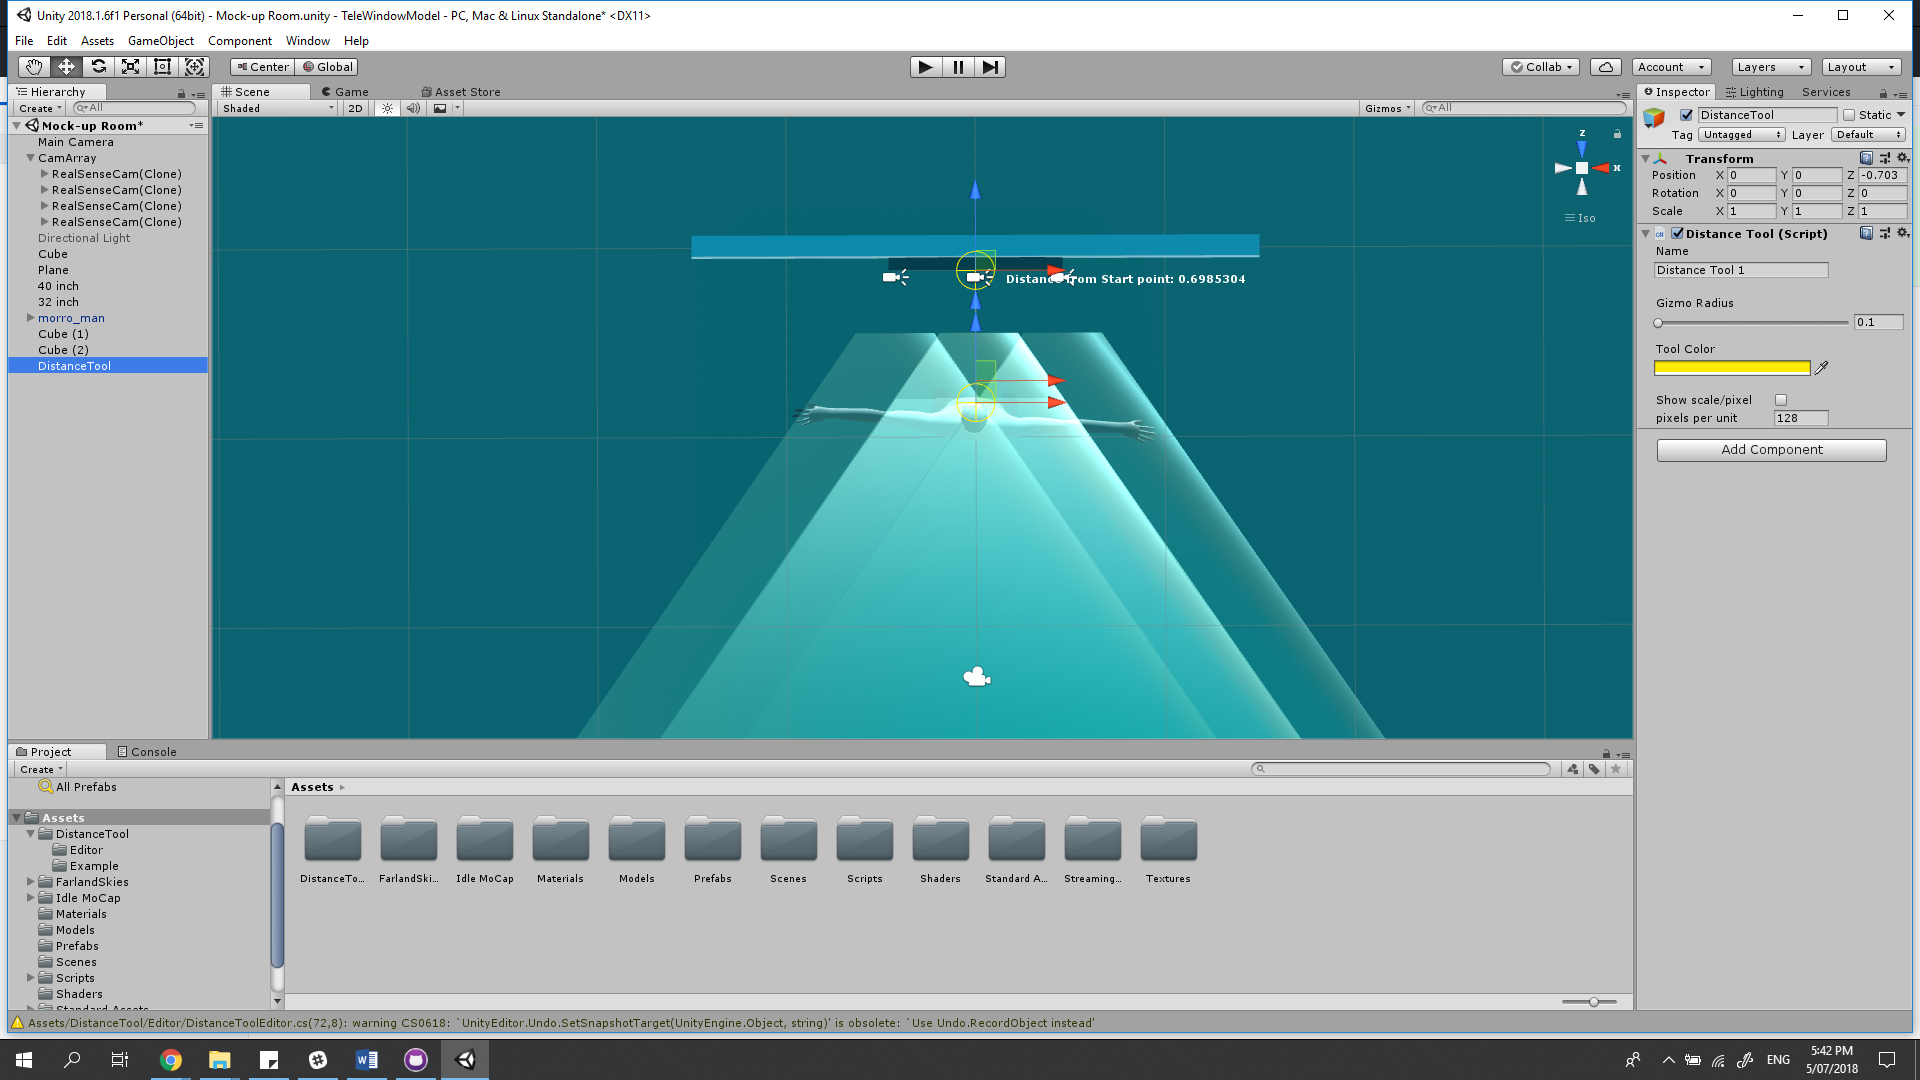 Unity 2018.1.6f1 Personal (64bit) - Mock-up Room.unity - TeleWindowModel - PC, Mac & Linux Standalone* <DX11>
File Edit Assets GameObject Component Window Help
Center Global Collab Account Layers Layout
Hierarchy
Create All
Mock-up Room*
Main Camera
CamArray
RealSenseCam(Clone)
RealSenseCam(Clone)
RealSenseCam(Clone)
RealSenseCam(Clone)
Directional Light
Cube
Plane
40 inch
32 inch
morro_man
Cube (1)
Cube (2)
DistanceTool
Scene Game Asset Store
Shaded 2D Gizmos All
z
x
Iso
Distance from Start point: 0.6985304
Inspector Lighting Services
DistanceTool Static
Tag Untagged Layer Default
Transform
Position X 0 Y 0 Z -0.703
Rotation X 0 Y 0 Z 0
Scale X 1 Y 1 Z 1
Distance Tool (Script)
Name
Distance Tool 1
Gizmo Radius
0.1
Tool Color
Show scale/pixel
pixels per unit 128
Add Component
Project Console
Create
All Prefabs
Assets
DistanceTool
Editor
Example
FarlandSkies
Idle MoCap
Materials
Models
Prefabs
Scenes
Scripts
Shaders
Standard Assets
Assets
DistanceTo... FarlandSki... Idle MoCap Materials Models Prefabs Scenes Scripts Shaders Standard A... Streaming... Textures
Assets/DistanceTool/Editor/DistanceToolEditor.cs(72,8): warning CS0618: `UnityEditor.Undo.SetSnapshotTarget(UnityEngine.Object, string)' is obsolete: `Use Undo.RecordObject instead'
ENG
5:42 PM
5/07/2018